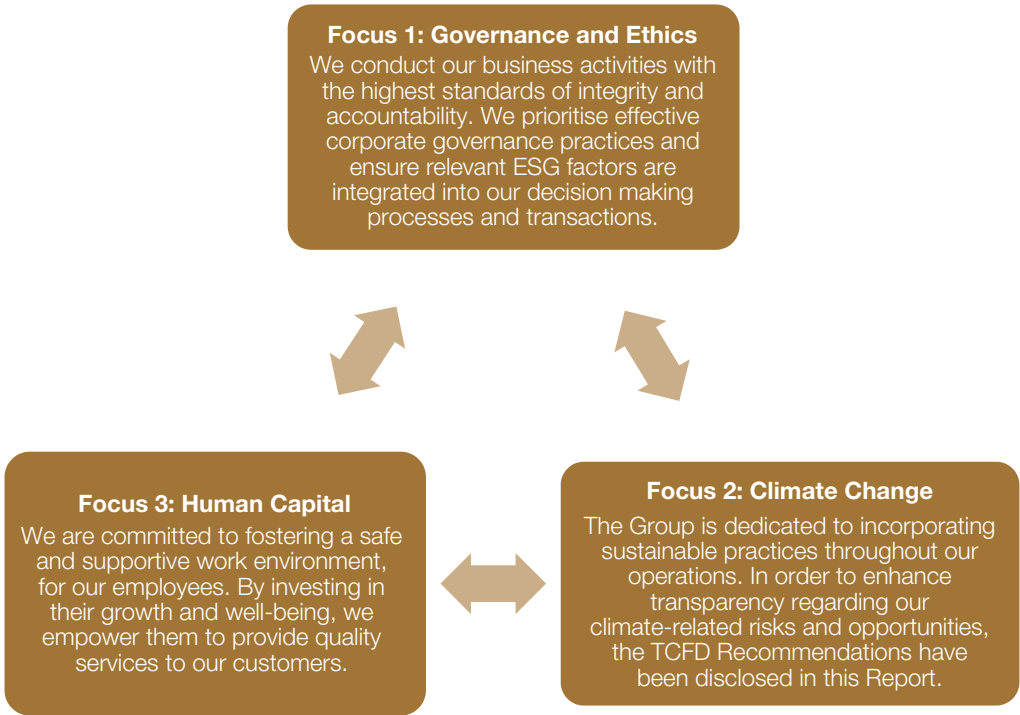 Focus 1: Governance and Ethics
We conduct our business activities with
the highest standards of integrity and
accountability. We prioritise effective
corporate governance practices and
ensure relevant ESG factors are
integrated into our decision making
processes and transactions.
Focus 3: Human Capital
We are committed to fostering a safe
and supportive work environment,
for our employees. By investing in
their growth and well-being, we
empower them to provide quality
services to our customers.
Focus 2: Climate Change
The Group is dedicated to incorporating
sustainable practices throughout our
operations. In order to enhance
transparency regarding our
climate-related risks and opportunities,
the TCFD Recommendations have
been disclosed in this Report.